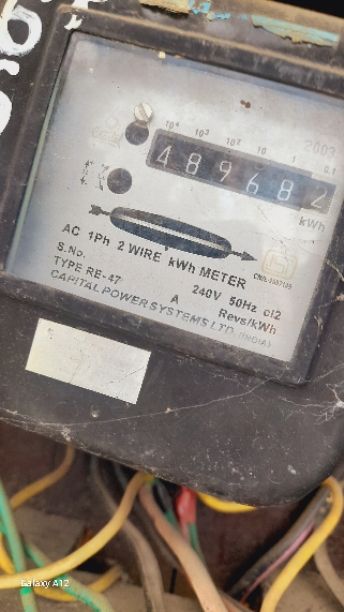 10⁴ 10³ 10² 10 1 0.1
2003
4 8 9 6 8 2
kWh
AC 1Ph 2 WIRE kWh METER
S.No. 240V 50Hz cl2
TYPE RE-47 A Revs/kWh
CAPITAL POWER SYSTEMS LTD. (INDIA)
Galaxy A12